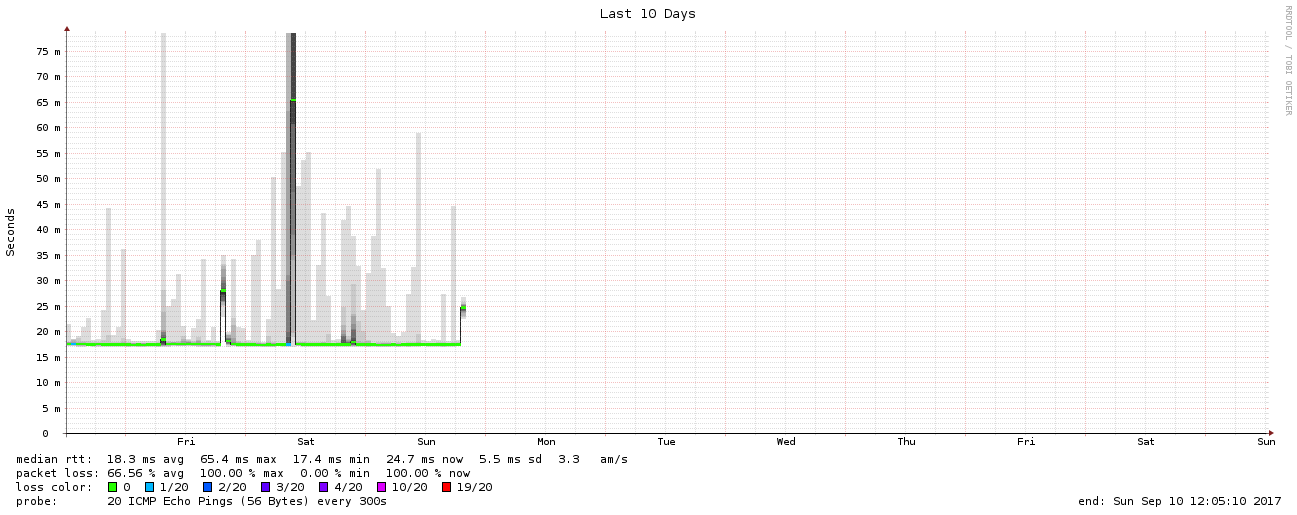 Last 10 Days
RRDTOOL / TOBI OETIKER
Seconds
75 m
70 m
65 m
60 m
55 m
50 m
45 m
40 m
35 m
30 m
25 m
20 m
15 m
10 m
5 m
0
Fri Sat Sun Mon Tue Wed Thu Fri Sat Sun
median rtt: 18.3 ms avg 65.4 ms max 17.4 ms min 24.7 ms now 5.5 ms sd 3.3 am/s
packet loss: 66.56 % avg 100.00 % max 0.00 % min 100.00 % now
loss color: 0 1/20 2/20 3/20 4/20 10/20 19/20
probe: 20 ICMP Echo Pings (56 Bytes) every 300s end: Sun Sep 10 12:05:10 2017